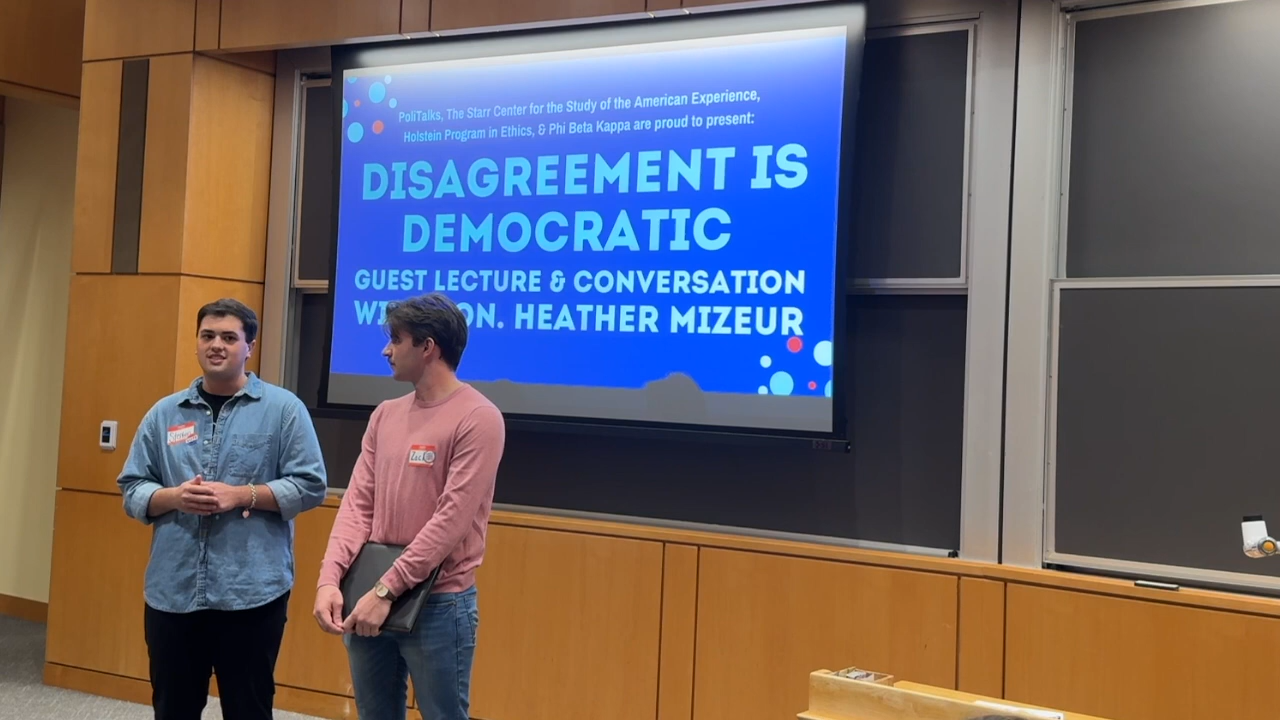 PoliTalks, The Starr Center for the Study of the American Experience,
Holstein Program in Ethics, & Phi Beta Kappa are proud to present:
DISAGREEMENT IS
DEMOCRATIC
GUEST LECTURE & CONVERSATION
HEATHER MIZEUR